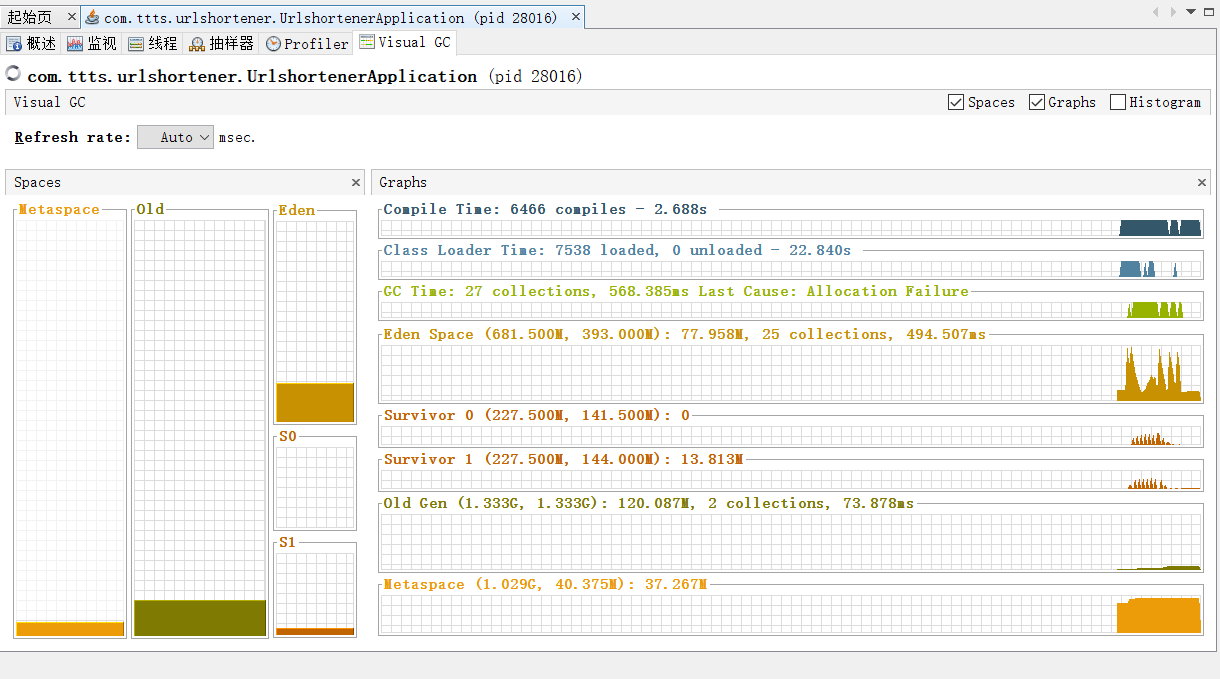 起始页
com.ttts.urlshortener.UrlshortenerApplication (pid 28016)
概述 监视 线程 抽样器 Profiler Visual GC
com.ttts.urlshortener.UrlshortenerApplication (pid 28016)
Visual GC
Spaces Graphs Histogram
Refresh rate: Auto msec.
Spaces
Metaspace
Old
Eden
S0
S1
Graphs
Compile Time: 6466 compiles - 2.688s
Class Loader Time: 7538 loaded, 0 unloaded - 22.840s
GC Time: 27 collections, 568.385ms Last Cause: Allocation Failure
Eden Space (681.500M, 393.000M): 77.958M, 25 collections, 494.507ms
Survivor 0 (227.500M, 141.500M): 0
Survivor 1 (227.500M, 144.000M): 13.813M
Old Gen (1.333G, 1.333G): 120.087M, 2 collections, 73.878ms
Metaspace (1.029G, 40.375M): 37.267M